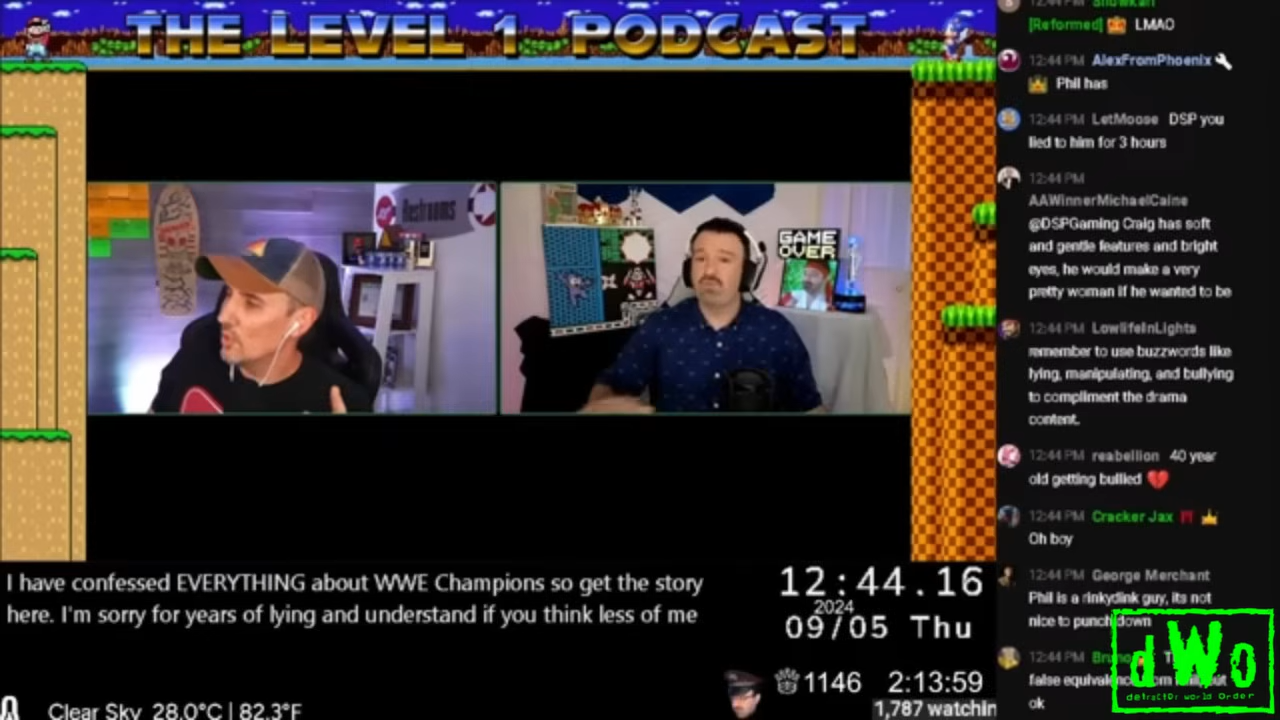 THE LEVEL 1 PODCAST
Restrooms
GAME
OVER
I have confessed EVERYTHING about WWE Champions so get the story
here. I'm sorry for years of lying and understand if you think less of me
12:44.16
2024
09/05 Thu
1146
2:13:59
1,787 watchin
Clear Sky 28.0°C | 82.3°F
12:44 PM
[Reformed] LMAO
12:44 PM AlexFromPhoenix
Phil has
12:44 PM LetMoose DSP you
lied to him for 3 hours
12:44 PM
AAWinnerMichaelCaine
@DSPGaming Craig has soft
and gentle features and bright
eyes, he would make a very
pretty woman if he wanted to be
12:44 PM LowlifeInLights
remember to use buzzwords like
lying, manipulating, and bullying
to compliment the drama
content.
12:44 PM reabellion 40 year
old getting bullied
12:44 PM Cracker Jax
Oh boy
12:44 PM George Merchant
Phil is a rinkydink guy, its not
nice to punch down
12:44 PM
false
ok
dWo
detractor world order